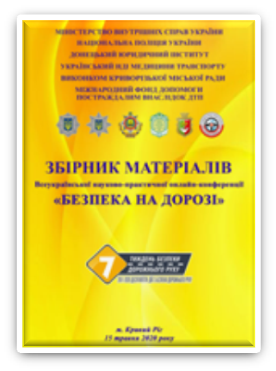 МІНІСТЕРСТВО ВНУТРІШНІХ СПРАВ УКРАЇНИ
НАЦІОНАЛЬНА ПОЛІЦІЯ УКРАЇНИ
ДОНЕЦЬКИЙ ЮРИДИЧНИЙ ІНСТИТУТ
УКРАЇНСЬКИЙ НДІ МЕДИЦИНИ ТРАНСПОРТУ
ВИКОНКОМ КРИВОРІЗЬКОЇ МІСЬКОЇ РАДИ
МІЖНАРОДНИЙ ФОНД ДОПОМОГИ
ПОСТРАЖДАЛИМ ВНАСЛІДОК ДТП
ЗБІРНИК МАТЕРІАЛІВ
Всеукраїнської науково-практичної онлайн-конференції
«БЕЗПЕКА НА ДОРОЗІ»
7
ТИЖДЕНЬ БЕЗПЕКИ
ДОРОЖНЬОГО РУХУ
м. Кривий Ріг
15 травня 2020 року